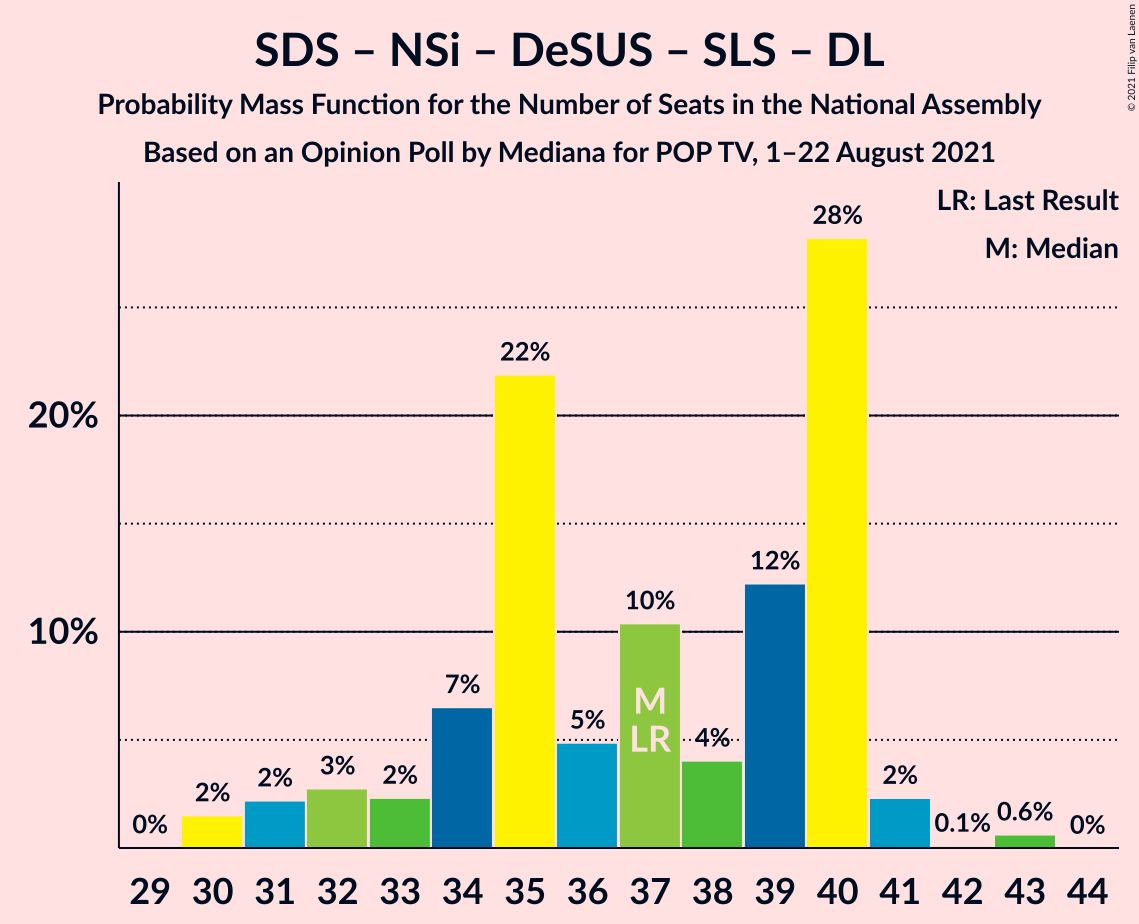 SDS – NSi – DeSUS – SLS – DL
Probability Mass Function for the Number of Seats in the National Assembly
Based on an Opinion Poll by Mediana for POP TV, 1–22 August 2021
© 2021 Filip van Laenen
LR: Last Result
M: Median
20%
10%
0%
2%
2%
3%
2%
7%
22%
5%
10%
4%
12%
28%
2%
0.1%
0.6%
0%
M
LR
29 30 31 32 33 34 35 36 37 38 39 40 41 42 43 44